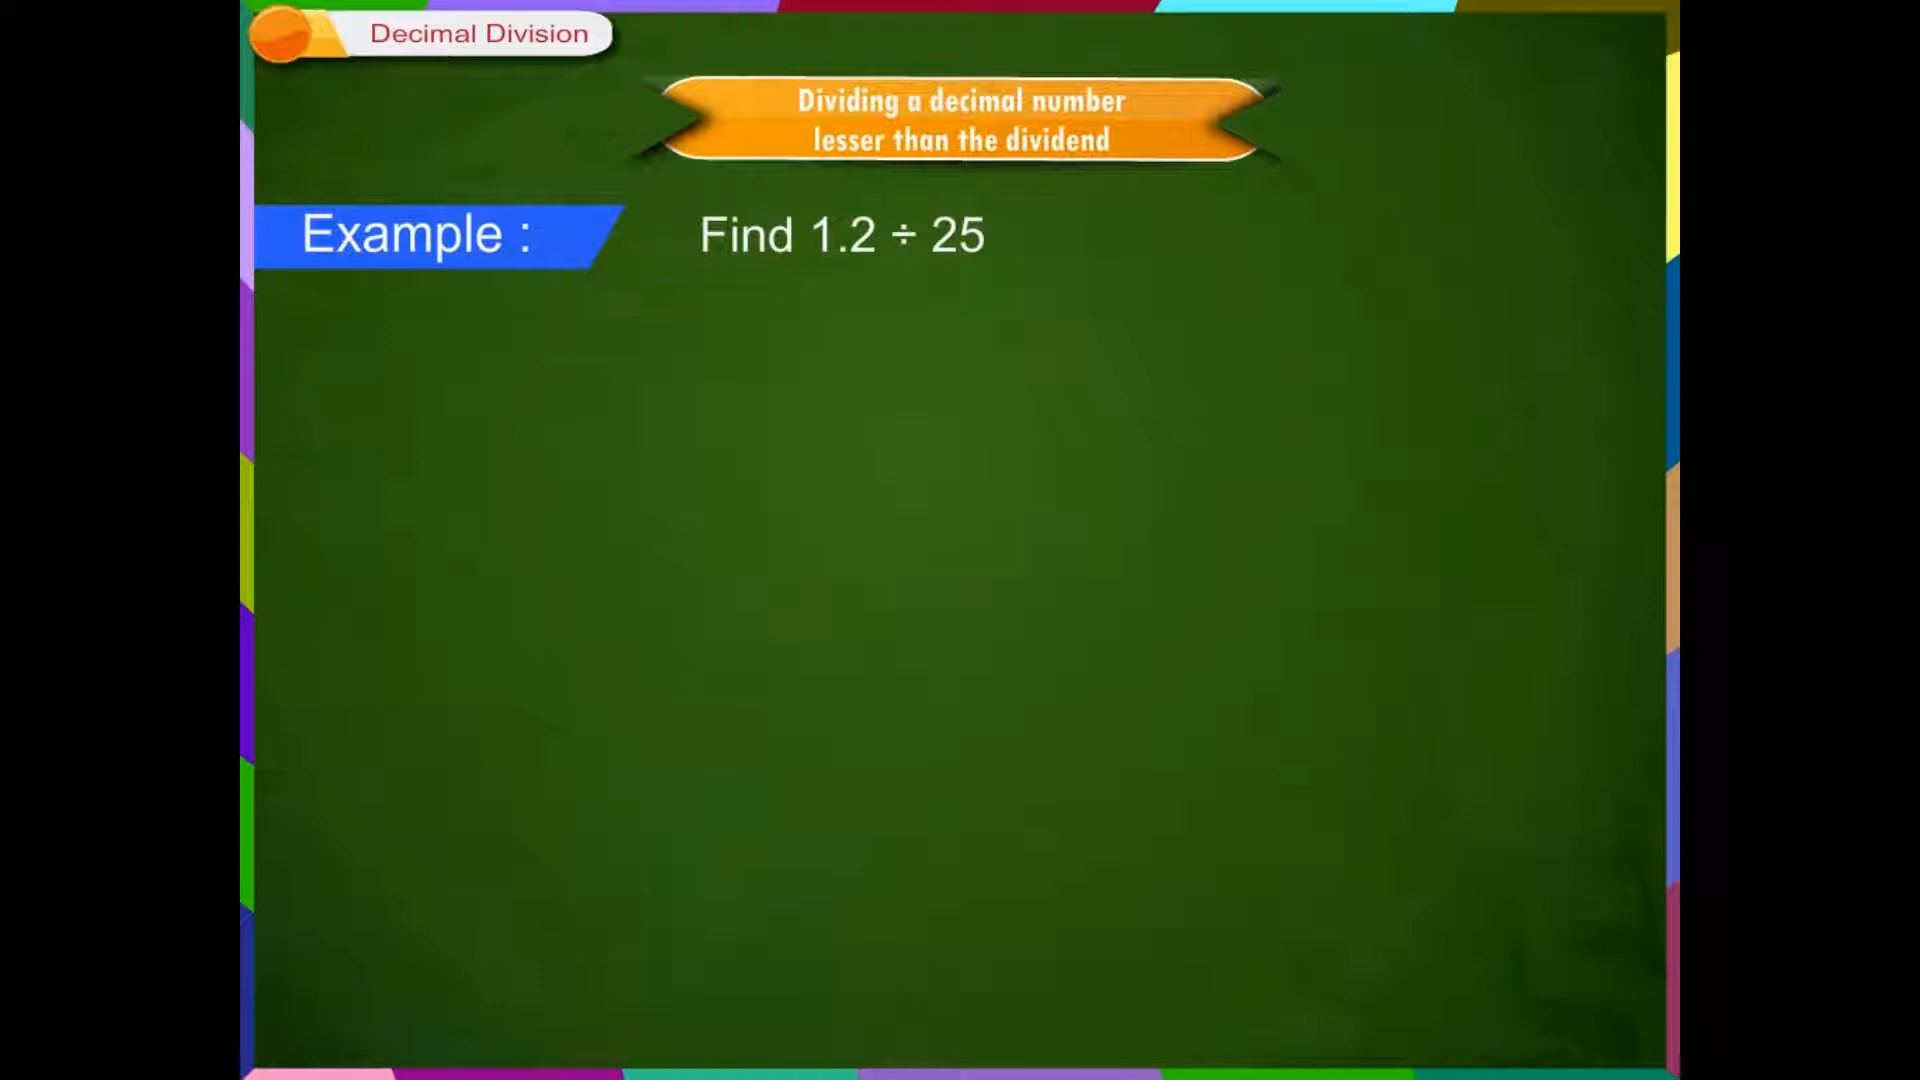 Decimal Division
Dividing a decimal number
lesser than the dividend
Example :
Find 1.2 ÷ 25